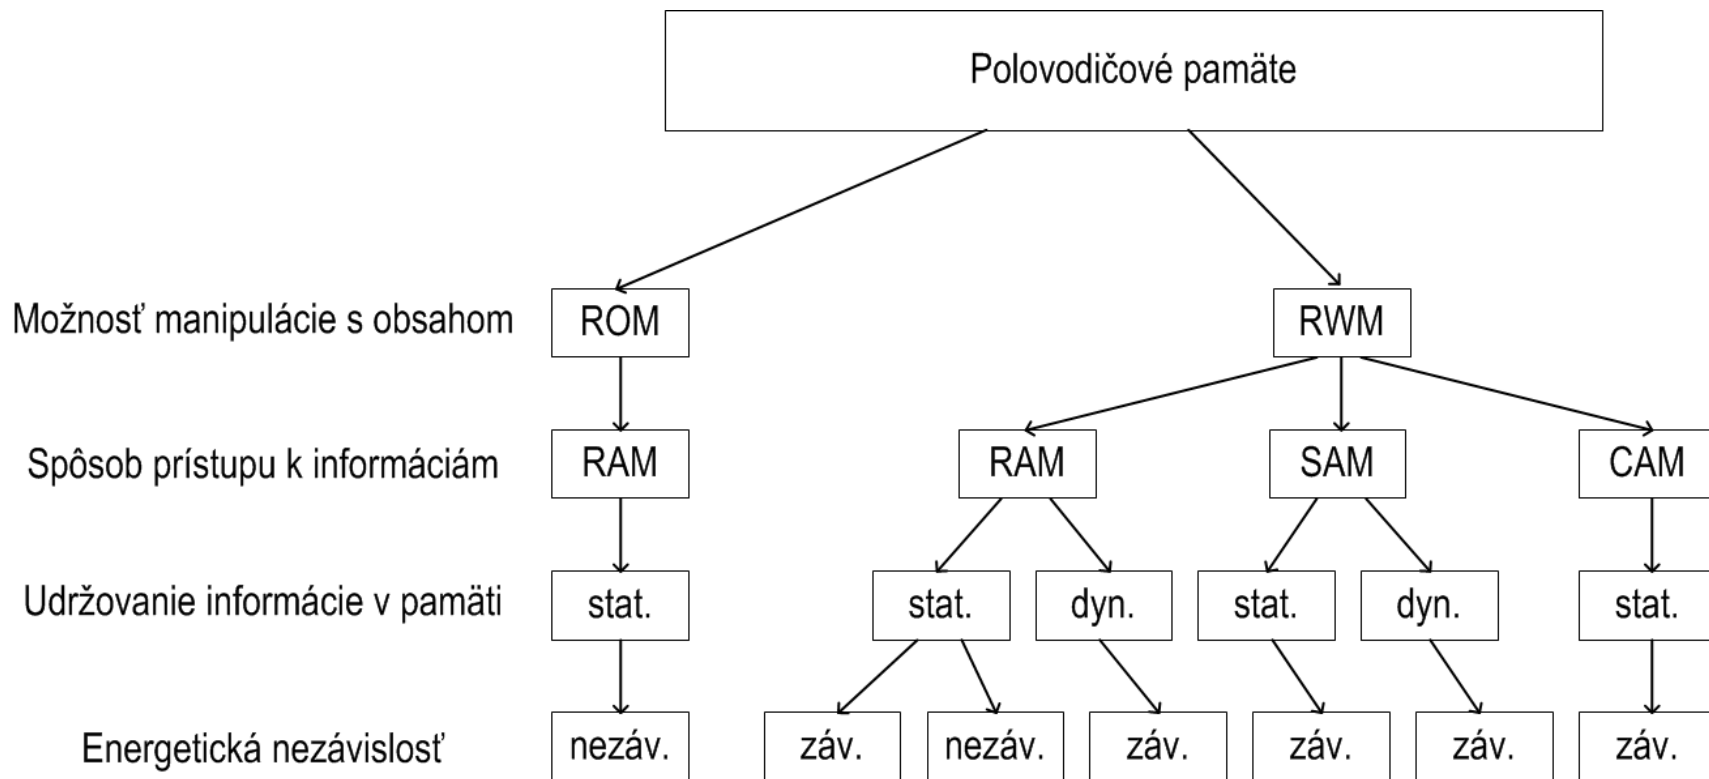 Polovodičové pamäte
Možnosť manipulácie s obsahom
ROM
RWM
Spôsob prístupu k informáciám
RAM
RAM
SAM
CAM
Udržovanie informácie v pamäti
stat.
stat.
dyn.
stat.
dyn.
stat.
Energetická nezávislosť
nezáv.
záv.
nezáv.
záv.
záv.
záv.
záv.